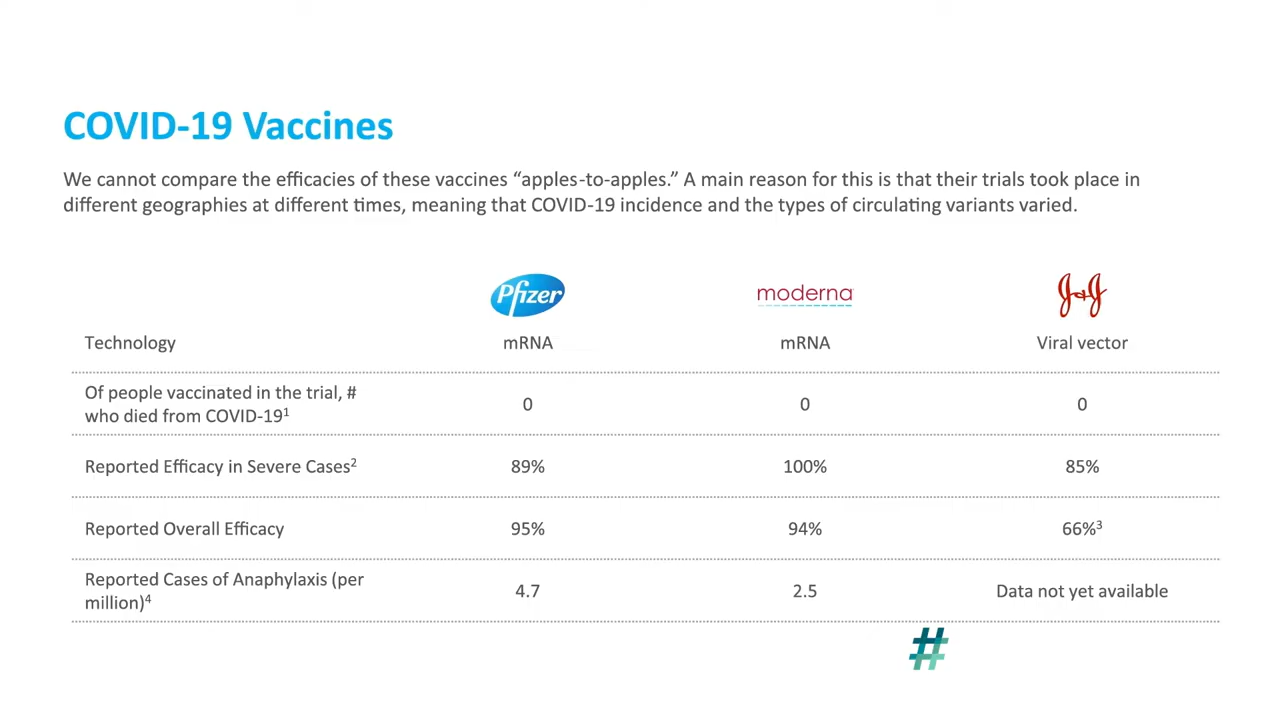 COVID-19 Vaccines
We cannot compare the efficacies of these vaccines “apples-to-apples.” A main reason for this is that their trials took place in
different geographies at different times, meaning that COVID-19 incidence and the types of circulating variants varied.
Pfizer moderna J&J
Technology mRNA mRNA Viral vector
Of people vaccinated in the trial, #
who died from COVID-19¹ 0 0 0
Reported Efficacy in Severe Cases² 89% 100% 85%
Reported Overall Efficacy 95% 94% 66%³
Reported Cases of Anaphylaxis (per
million)⁴ 4.7 2.5 Data not yet available
#